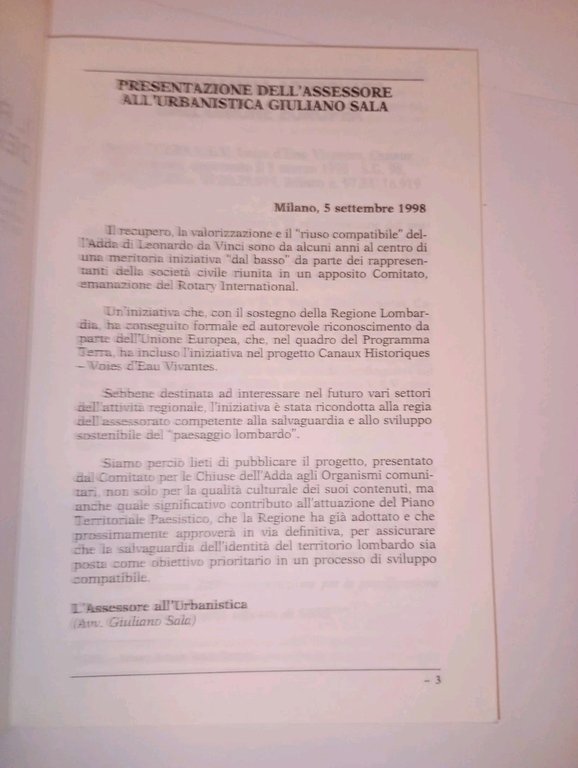 PRESENTAZIONE DELL'ASSESSORE
ALL'URBANISTICA GIULIANO SALA
Milano, 5 settembre 1998
Il recupero, la valorizzazione e il "riuso compatibile" del-
l'Adda di Leonardo da Vinci sono da alcuni anni al centro di
una meritoria iniziativa "dal basso" da parte dei rappresen-
tanti della società civile riunita in un apposito Comitato,
emanazione del Rotary International.
Un'iniziativa che, con il sostegno della Regione Lombar-
dia, ha conseguito formale ed autorevole riconoscimento da
parte dell'Unione Europea, che, nel quadro del Programma
Terra, ha incluso l'iniziativa nel progetto Canaux Historiques
– Voies d'Eau Vivantes.
Sebbene destinata ad interessare nel futuro vari settori
dell'attività regionale, l'iniziativa è stata ricondotta alla regia
dell'assessorato competente alla salvaguardia e allo sviluppo
sostenibile del "paesaggio lombardo".
Siamo perciò lieti di pubblicare il progetto, presentato
dal Comitato per le Chiuse dell'Adda agli Organismi comuni-
tari, non solo per la qualità culturale dei suoi contenuti, ma
anche quale significativo contributo all'attuazione del Piano
Territoriale Paesistico, che la Regione ha già adottato e che
prossimamente approverà in via definitiva, per assicurare
che la salvaguardia dell'identità del territorio lombardo sia
posta come obiettivo prioritario in un processo di sviluppo
compatibile.
L'Assessore all'Urbanistica
(Avv. Giuliano Sala)
– 3